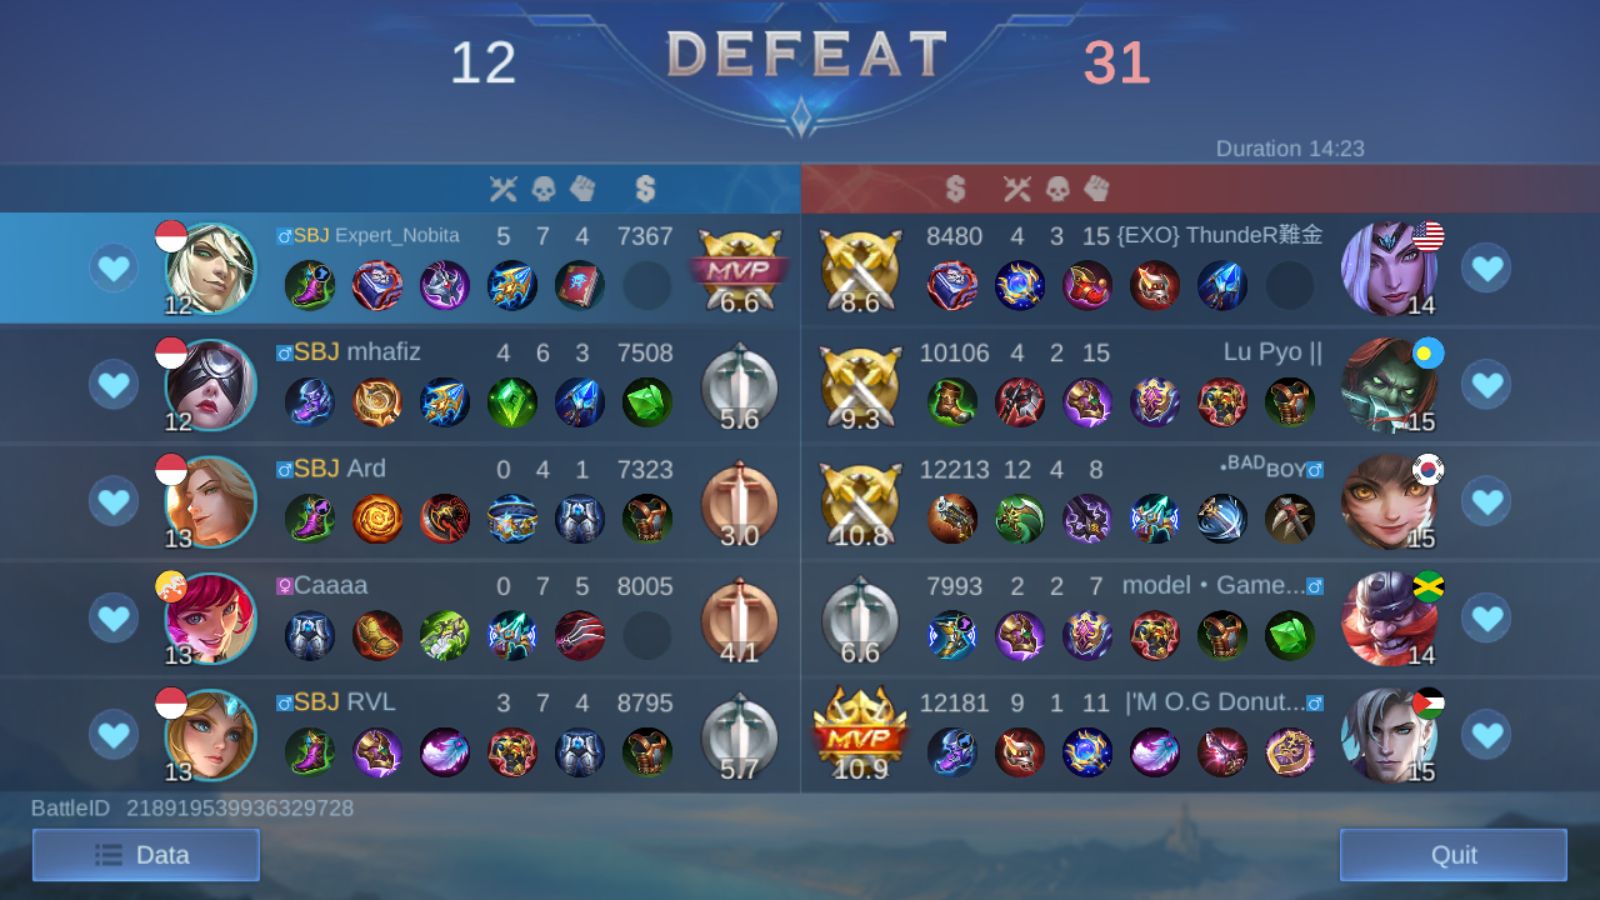 12 DEFEAT 31
Duration 14:23
SBJ Expert_Nobita 5 7 4 7367
12
MVP
6.6
8480 4 3 15 {EXO} ThundeR難金
8.6
14
SBJ mhafiz 4 6 3 7508
12
5.6
10106 4 2 15 Lu Pyo ||
9.3
15
SBJ Ard 0 4 1 7323
13
3.0
12213 12 4 8 •BADBOY
10.8
15
Caaaa 0 7 5 8005
13
4.1
7993 2 2 7 model • Game...
6.6
14
SBJ RVL 3 7 4 8795
13
5.7
12181 9 1 11 |'M O.G Donut...
MVP
10.9
15
BattleID 218919539936329728
Data
Quit